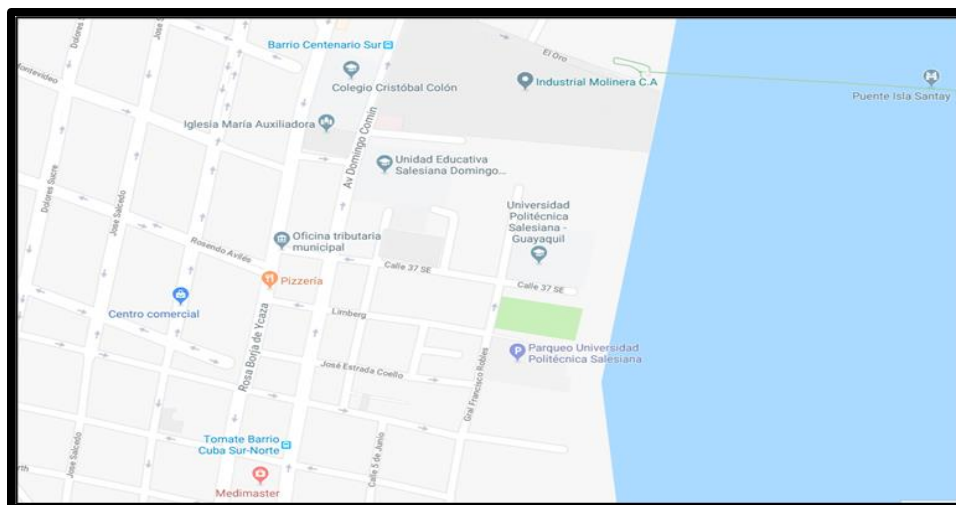 Dolores
Jose S
Montevideo
Barrio Centenario Sur
Colegio Cristóbal Colón
Iglesia María Auxiliadora
Av Domingo Comin
El Oro
Industrial Molinera C.A
Puente Isla Santay
Unidad Educativa
Salesiana Domingo...
Universidad
Politécnica
Salesiana -
Guayaquil
Dolores Sucre
Jose Salcedo
Rosendo Avilés
Oficina tributaria
municipal
Calle 37 SE
Calle 37 SE
Pizzería
Centro comercial
Limberg
Rosa Borja de Ycaza
Parqueo Universidad
Politécnica Salesiana
José Estrada Coello
Gral Francisco Robles
Tomate Barrio
Cuba Sur-Norte
Calle 5 de Junio
Jose Salcedo
Medimaster